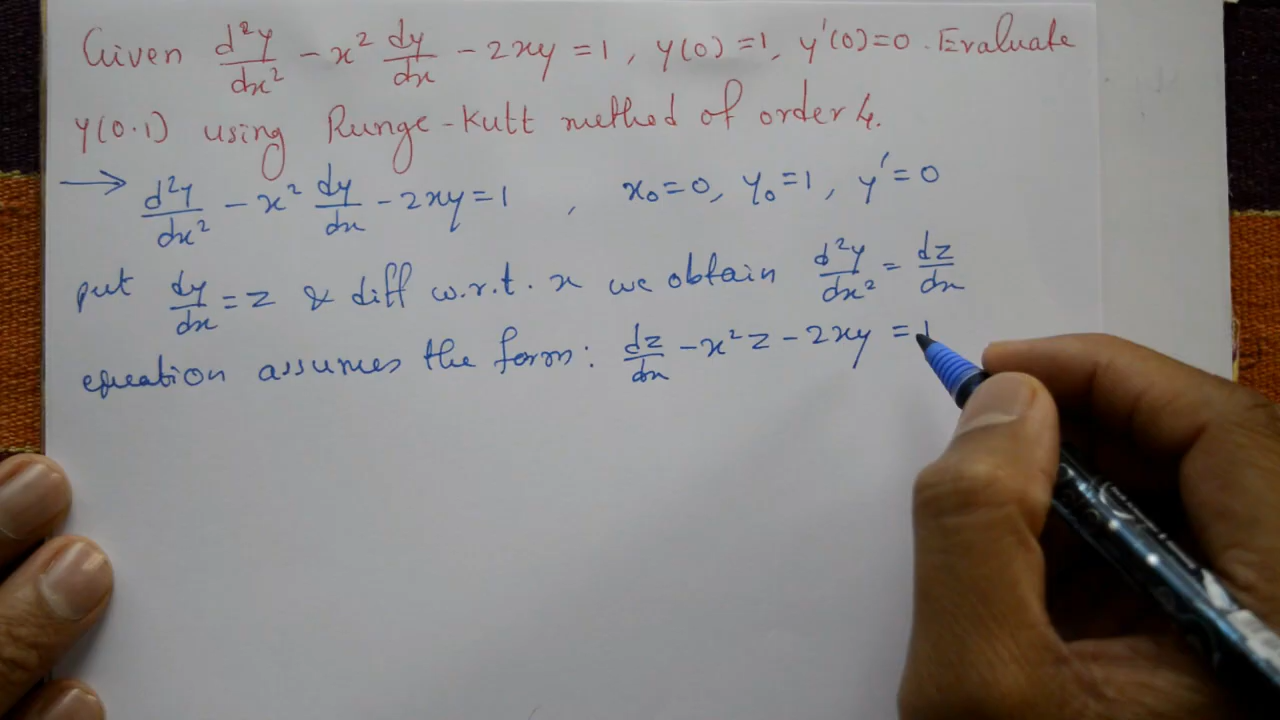 Given d²y/dx² - x² dy/dx - 2xy = 1, y(0) = 1, y'(0) = 0. Evaluate
y(0.1) using Runge-Kutt method of order 4.
→ d²y/dx² - x² dy/dx - 2xy = 1 , x₀ = 0, y₀ = 1, y' = 0
put dy/dx = z & diff w.r.t. x we obtain d²y/dx² = dz/dx
equation assumes the form: dz/dx - x²z - 2xy = 1